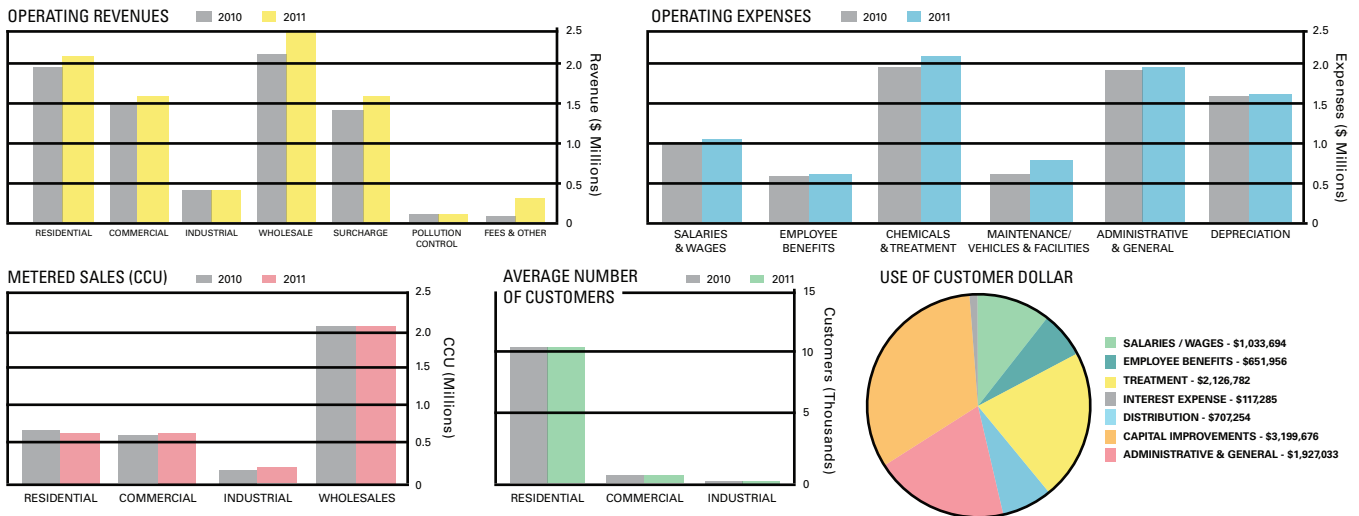 OPERATING REVENUES
2010
2011
2.5
2.0
1.5
1.0
0.5
0
Revenue ($ Millions)
RESIDENTIAL
COMMERCIAL
INDUSTRIAL
WHOLESALE
SURCHARGE
POLLUTION
CONTROL
FEES & OTHER
OPERATING EXPENSES
2010
2011
2.5
2.0
1.5
1.0
0.5
0
Expenses ($ Millions)
SALARIES
& WAGES
EMPLOYEE
BENEFITS
CHEMICALS
& TREATMENT
MAINTENANCE/
VEHICLES & FACILITIES
ADMINISTRATIVE
& GENERAL
DEPRECIATION
METERED SALES (CCU)
2010
2011
2.5
2.0
1.5
1.0
0.5
0
CCU (Millions)
RESIDENTIAL
COMMERCIAL
INDUSTRIAL
WHOLESALES
AVERAGE NUMBER
OF CUSTOMERS
2010
2011
15
10
5
0
Customers (Thousands)
RESIDENTIAL
COMMERCIAL
INDUSTRIAL
USE OF CUSTOMER DOLLAR
SALARIES / WAGES - $1,033,694
EMPLOYEE BENEFITS - $651,956
TREATMENT - $2,126,782
INTEREST EXPENSE - $117,285
DISTRIBUTION - $707,254
CAPITAL IMPROVEMENTS - $3,199,676
ADMINISTRATIVE & GENERAL - $1,927,033